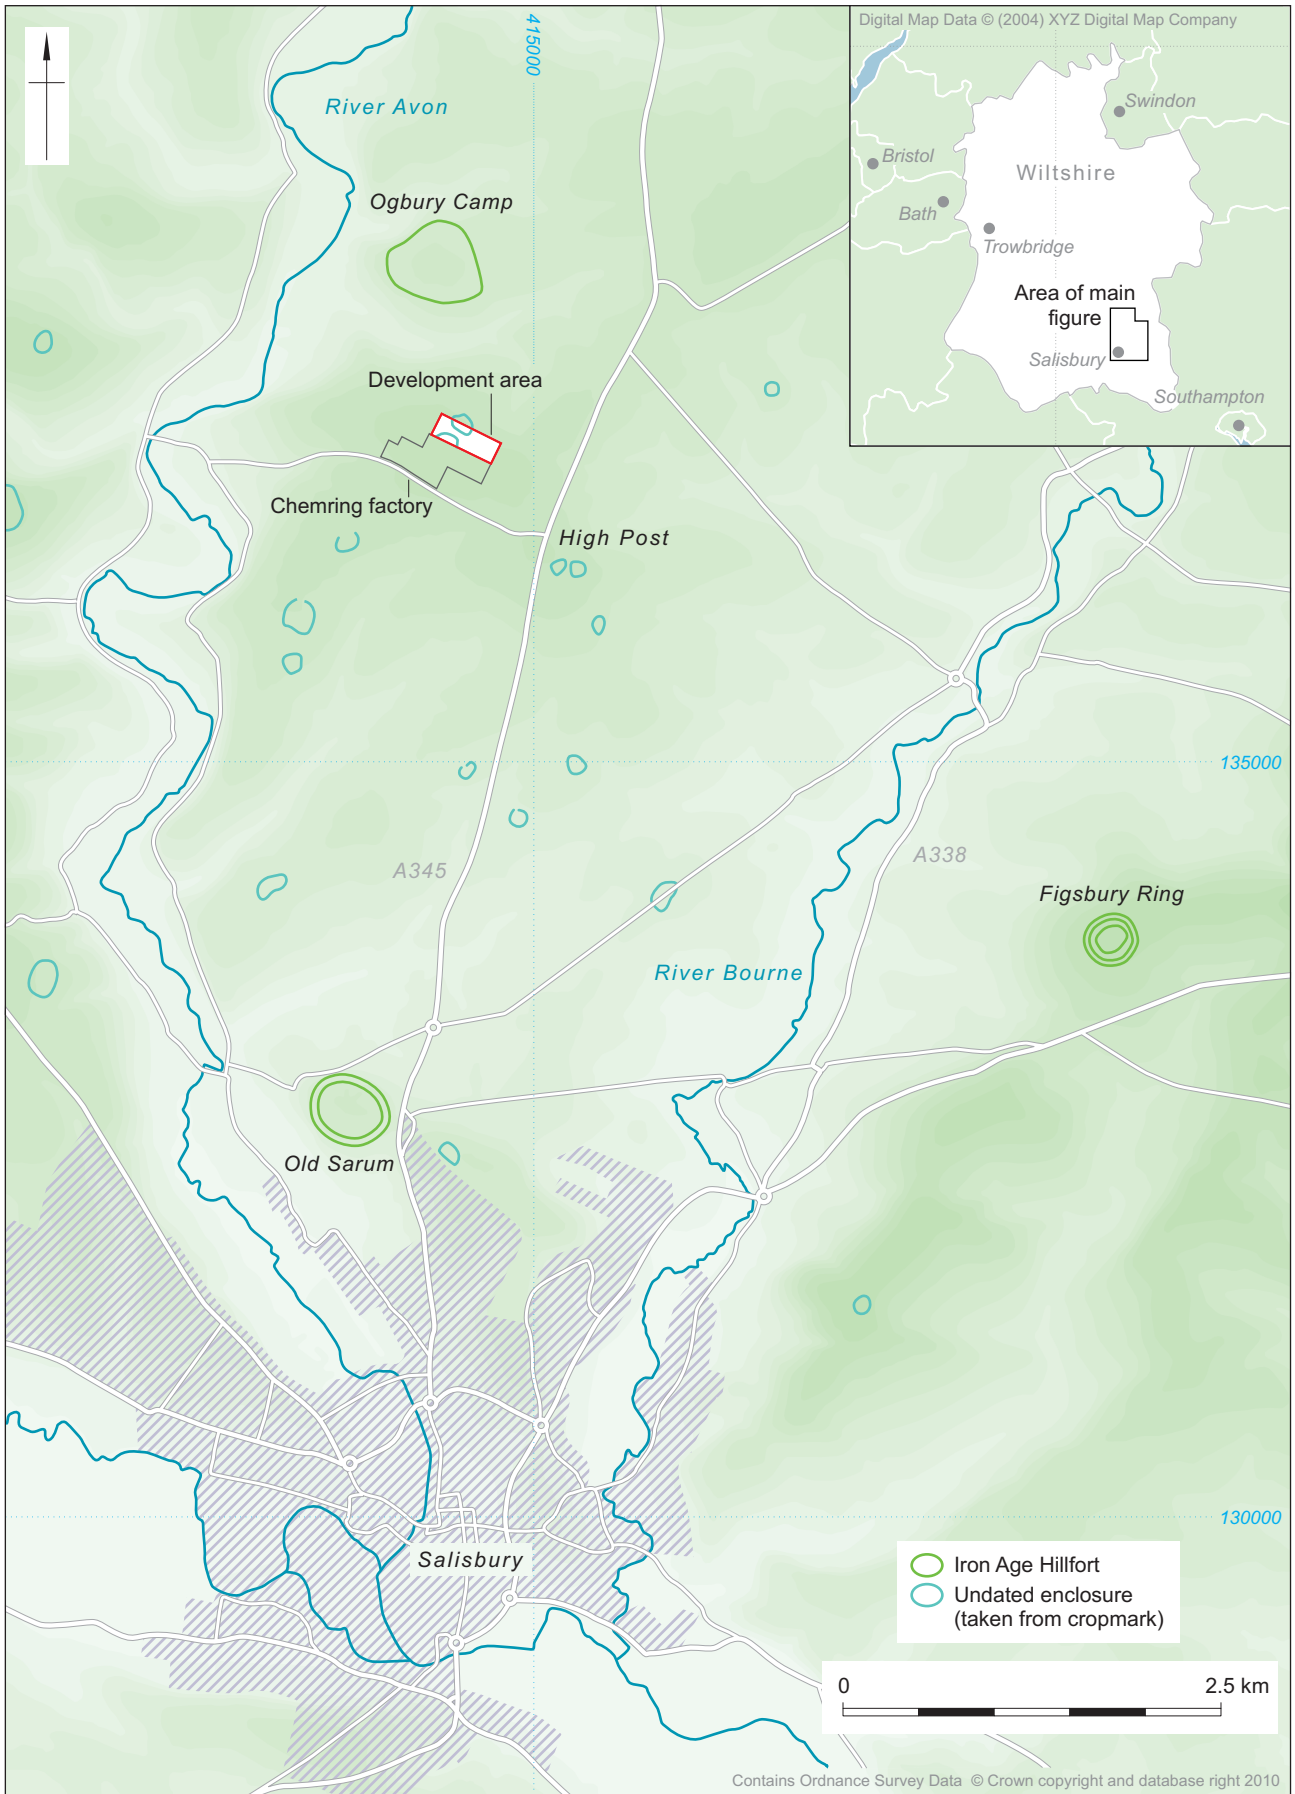 Digital Map Data © (2004) XYZ Digital Map Company
415000
River Avon
Swindon
Bristol
Wiltshire
Ogbury Camp
Bath
Trowbridge
Area of main
figure
Salisbury
Development area
Southampton
Chemring factory
High Post
135000
A345
A338
Figsbury Ring
River Bourne
Old Sarum
130000
Salisbury
Iron Age Hillfort
Undated enclosure
(taken from cropmark)
0
2.5 km
Contains Ordnance Survey Data © Crown copyright and database right 2010